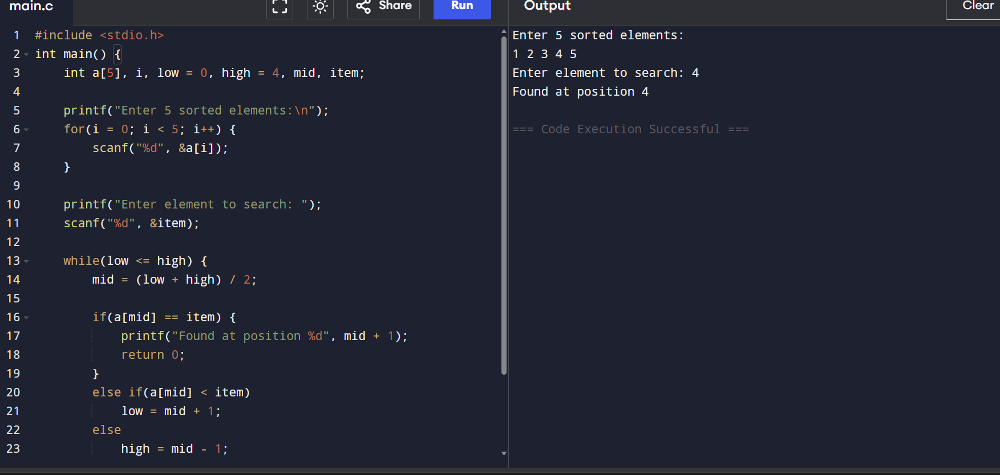 main.c
Share
Run
Output
Clear
1 #include <stdio.h>
2 int main() {
3     int a[5], i, low = 0, high = 4, mid, item;
4
5     printf("Enter 5 sorted elements:\n");
6     for(i = 0; i < 5; i++) {
7         scanf("%d", &a[i]);
8     }
9
10     printf("Enter element to search: ");
11     scanf("%d", &item);
12
13     while(low <= high) {
14         mid = (low + high) / 2;
15
16         if(a[mid] == item) {
17             printf("Found at position %d", mid + 1);
18             return 0;
19         }
20         else if(a[mid] < item)
21             low = mid + 1;
22         else
23             high = mid - 1;
Enter 5 sorted elements:
1 2 3 4 5
Enter element to search: 4
Found at position 4
=== Code Execution Successful ===